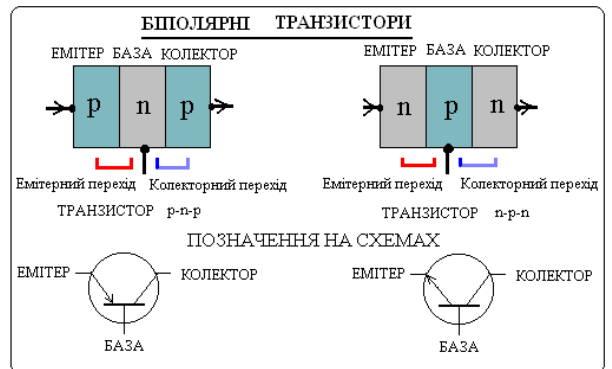 БІПОЛЯРНІ ТРАНЗИСТОРИ
ЕМІТЕР БАЗА КОЛЕКТОР
p n p
Емітерний перехід Колекторний перехід
ТРАНЗИСТОР p-n-p
ЕМІТЕР БАЗА КОЛЕКТОР
n p n
Емітерний перехід Колекторний перехід
ТРАНЗИСТОР n-p-n
ПОЗНАЧЕННЯ НА СХЕМАХ
ЕМІТЕР КОЛЕКТОР
БАЗА
ЕМІТЕР КОЛЕКТОР
БАЗА